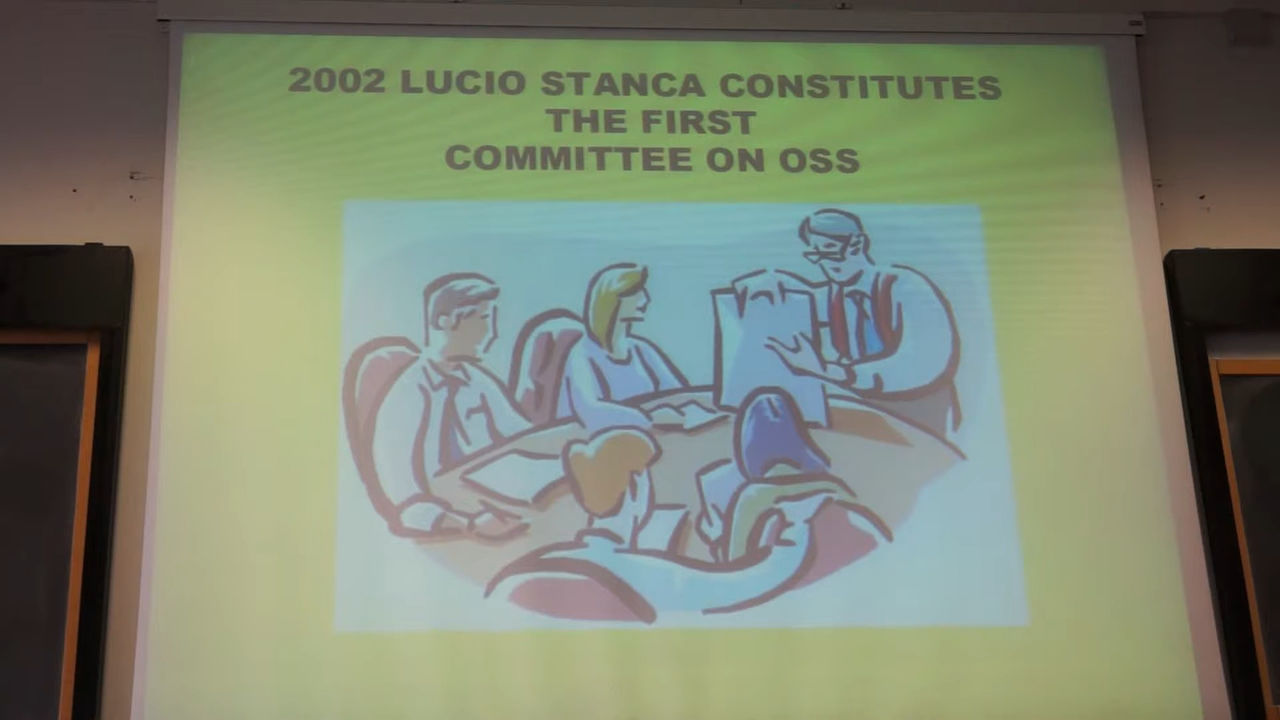 2002 LUCIO STANCA CONSTITUTES
THE FIRST
COMMITTEE ON OSS